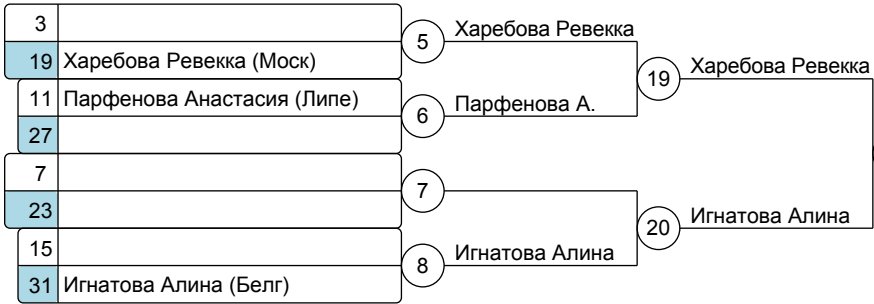 3
19 Харебова Ревекка (Моск)
11 Парфенова Анастасия (Липе)
27
7
23
15
31 Игнатова Алина (Белг)
5 Харебова Ревекка
6 Парфенова А.
7
8 Игнатова Алина
19 Харебова Ревекка
20 Игнатова Алина